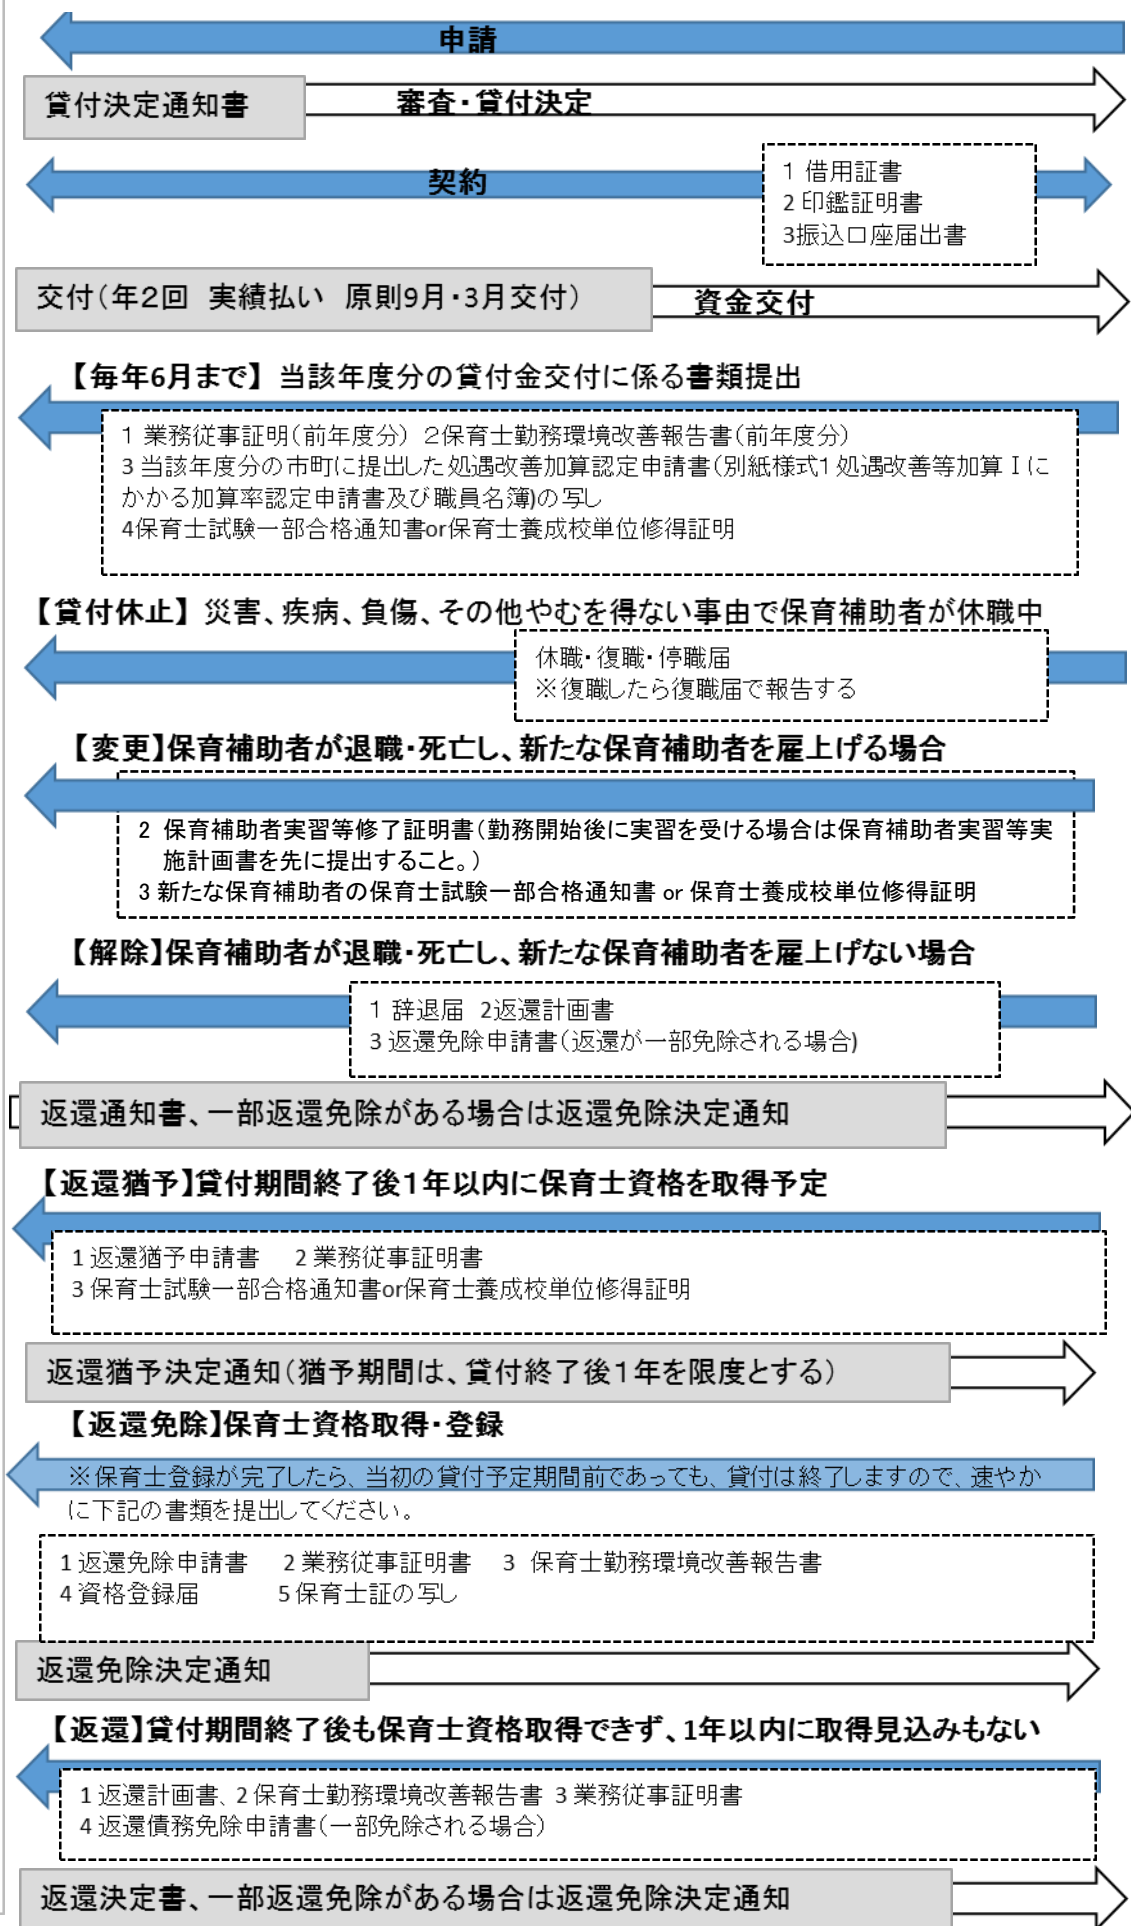 申請
貸付決定通知書
審査・貸付決定
契約
1 借用証書
2 印鑑証明書
3振込口座届出書
交付（年２回　実績払い　原則9月・3月交付）
資金交付
【毎年6月まで】 当該年度分の貸付金交付に係る書類提出
1 業務従事証明（前年度分）　２保育士勤務環境改善報告書（前年度分）
3 当該年度分の市町に提出した処遇改善加算認定申請書（別紙様式1 処遇改善等加算Ⅰに
かかる加算率認定申請書及び職員名簿)の写し
4保育士試験一部合格通知書or保育士養成校単位修得証明
【貸付休止】 災害、疾病、負傷、その他やむを得ない事由で保育補助者が休職中
休職・復職・停職届
※復職したら復職届で報告する
【変更】保育補助者が退職・死亡し、新たな保育補助者を雇上げる場合
2 保育補助者実習等修了証明書（勤務開始後に実習を受ける場合は保育補助者実習等実
施計画書を先に提出すること。）
3 新たな保育補助者の保育士試験一部合格通知書 or 保育士養成校単位修得証明
【解除】保育補助者が退職・死亡し、新たな保育補助者を雇上げない場合
1 辞退届　2返還計画書
3 返還免除申請書（返還が一部免除される場合)
返還通知書、一部返還免除がある場合は返還免除決定通知
【返還猶予】貸付期間終了後１年以内に保育士資格を取得予定
1 返還猶予申請書　2 業務従事証明書
3 保育士試験一部合格通知書or保育士養成校単位修得証明
返還猶予決定通知（猶予期間は、貸付終了後１年を限度とする）
【返還免除】保育士資格取得・登録
※保育士登録が完了したら、当初の貸付予定期間前であっても、貸付は終了しますので、速やか
に下記の書類を提出してください。
1 返還免除申請書　2 業務従事証明書　3 保育士勤務環境改善報告書
4 資格登録届　5 保育士証の写し
返還免除決定通知
【返還】貸付期間終了後も保育士資格取得できず、1年以内に取得見込みもない
1 返還計画書、2 保育士勤務環境改善報告書 3 業務従事証明書
4 返還債務免除申請書（一部免除される場合）
返還決定書、一部返還免除がある場合は返還免除決定通知